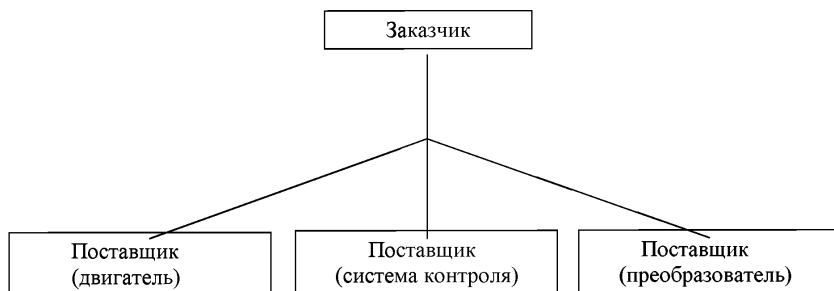 Заказчик
Поставщик
(двигатель)
Поставщик
(система контроля)
Поставщик
(преобразователь)